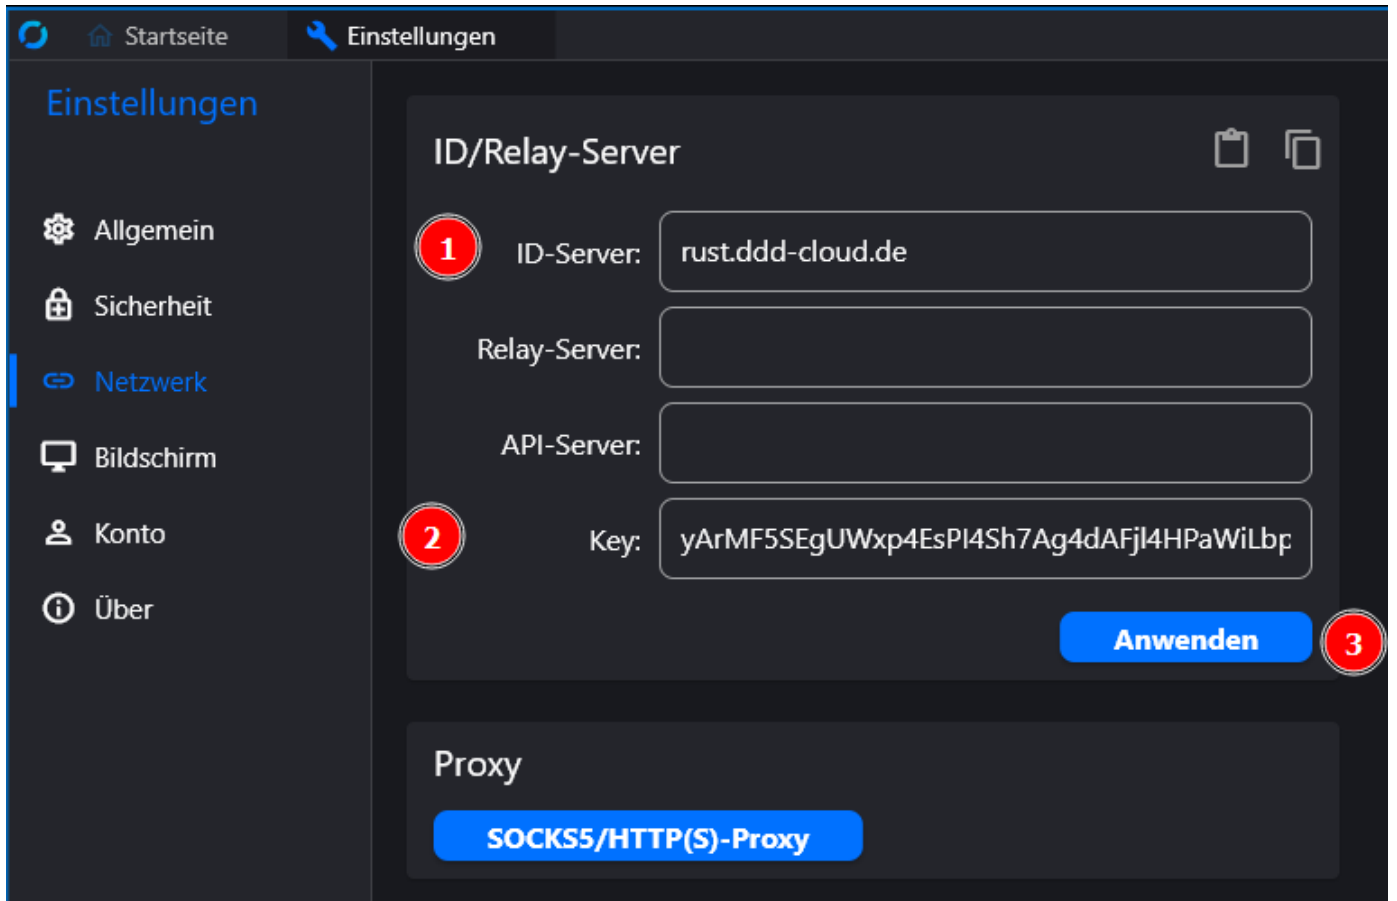 Startseite
Einstellungen
Einstellungen
Allgemein
Sicherheit
Netzwerk
Bildschirm
Konto
Über
ID/Relay-Server
1 ID-Server: rust.ddd-cloud.de
Relay-Server:
API-Server:
2 Key: yArMF5SEgUWxp4EsPI4Sh7Ag4dAFjl4HPaWiLbp
Anwenden 3
Proxy
SOCKS5/HTTP(S)-Proxy